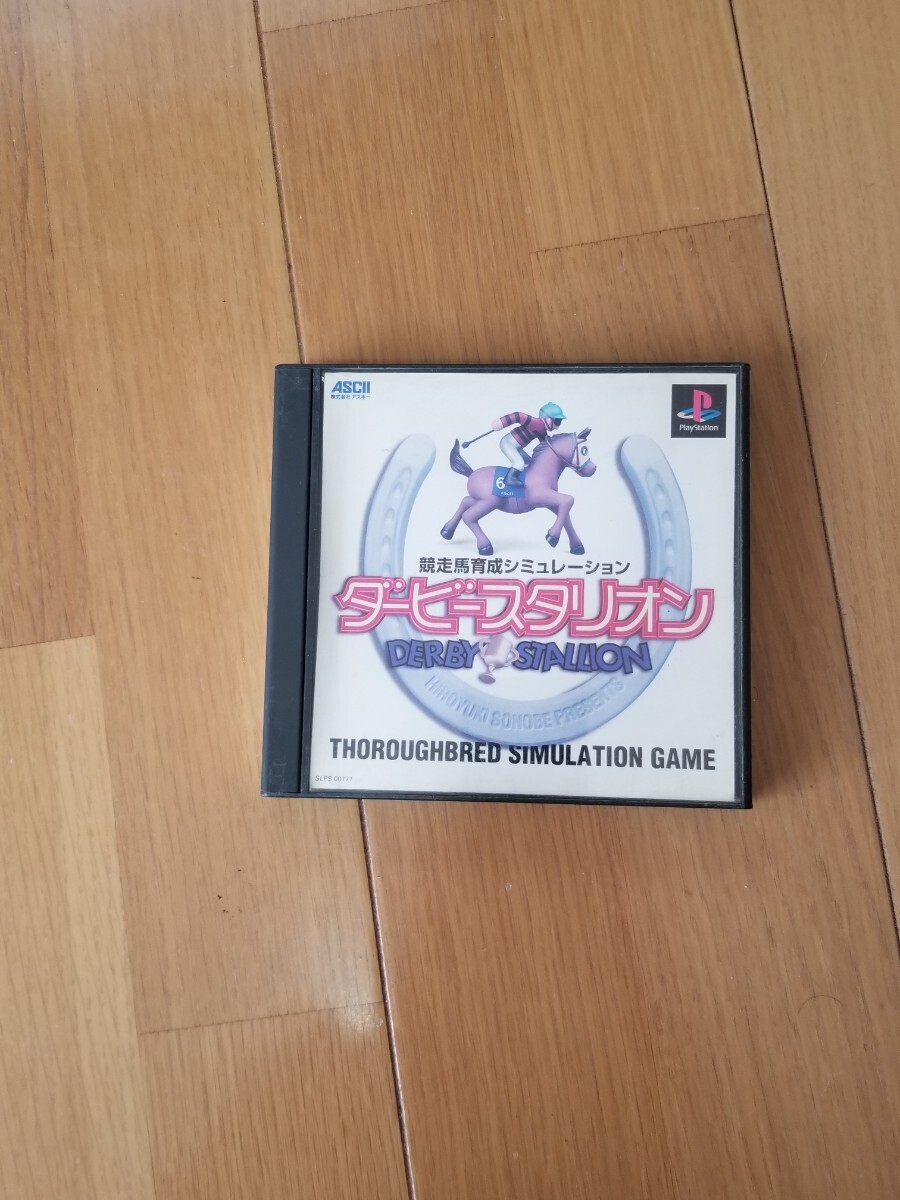 ASCII
株式会社アスキー
PlayStation
6
競走馬育成シミュレーション
ダービースタリオン
DERBY STALLION
HIROYUKI SONOBE PRESENTS
THOROUGHBRED SIMULATION GAME
SLPS 00777